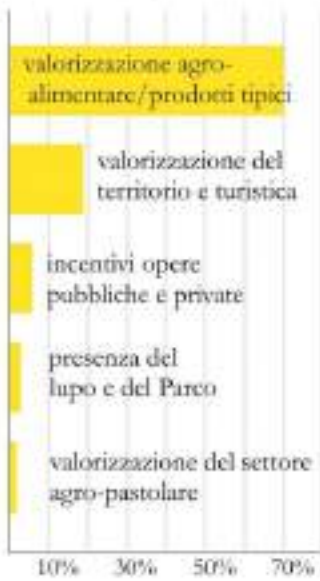 valorizzazione agro-
alimentare/prodotti tipici
valorizzazione del
territorio e turistica
incentivi opere
pubbliche e private
presenza del
lupo e del Parco
valorizzazione del settore
agro-pastolare
10% 30% 50% 70%